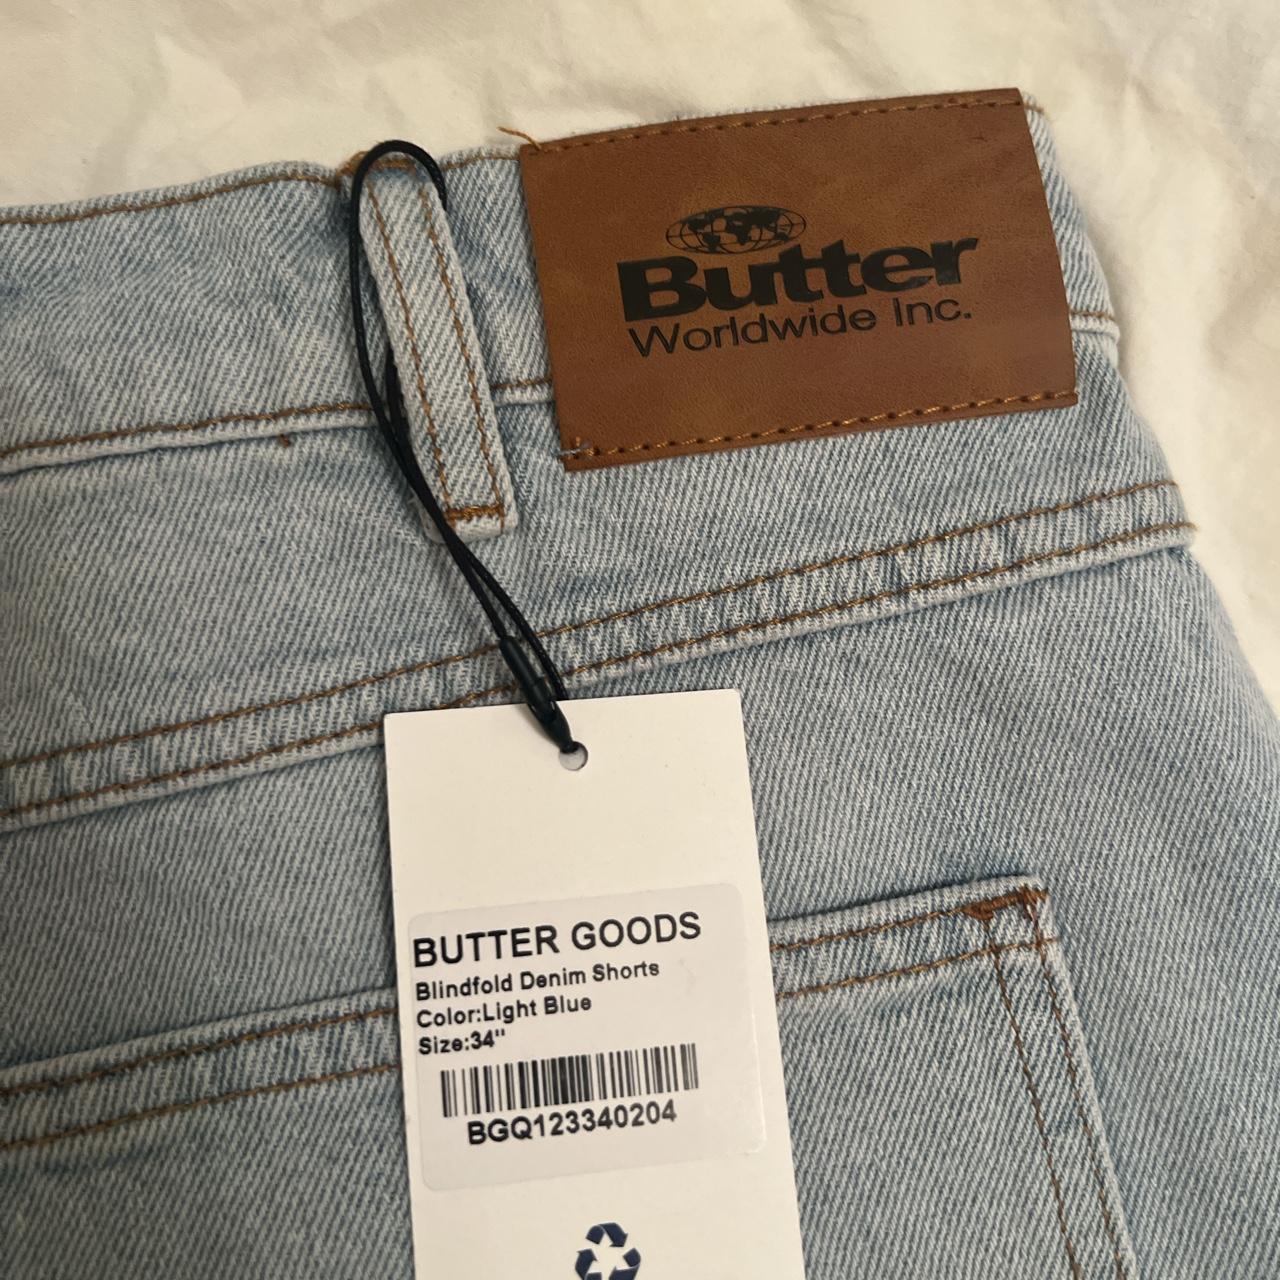 Butter
Worldwide Inc.
BUTTER GOODS
Blindfold Denim Shorts
Color:Light Blue
Size:34"
BGQ123340204